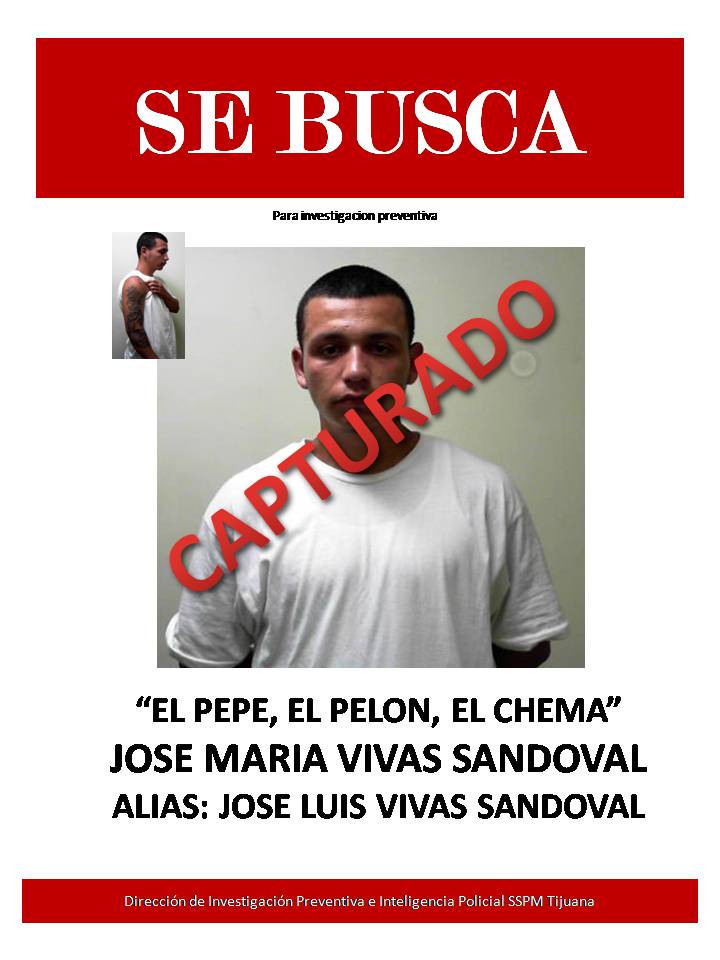 SE BUSCA
Para investigacion preventiva
CAPTURADO
“EL PEPE, EL PELON, EL CHEMA”
JOSE MARIA VIVAS SANDOVAL
ALIAS: JOSE LUIS VIVAS SANDOVAL
Dirección de Investigación Preventiva e Inteligencia Policial SSPM Tijuana